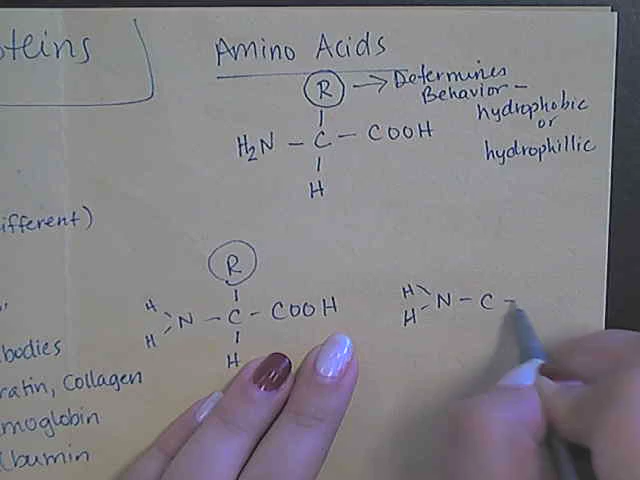 oteins
Amino Acids
R → Determines
Behavior –
hydrophobic
or
hydrophillic
H₂N – C – COOH
H
ifferent)
R
H
H N – C – COOH
H
H
H N – C –
bodies
ratin, Collagen
moglobin
lbumin